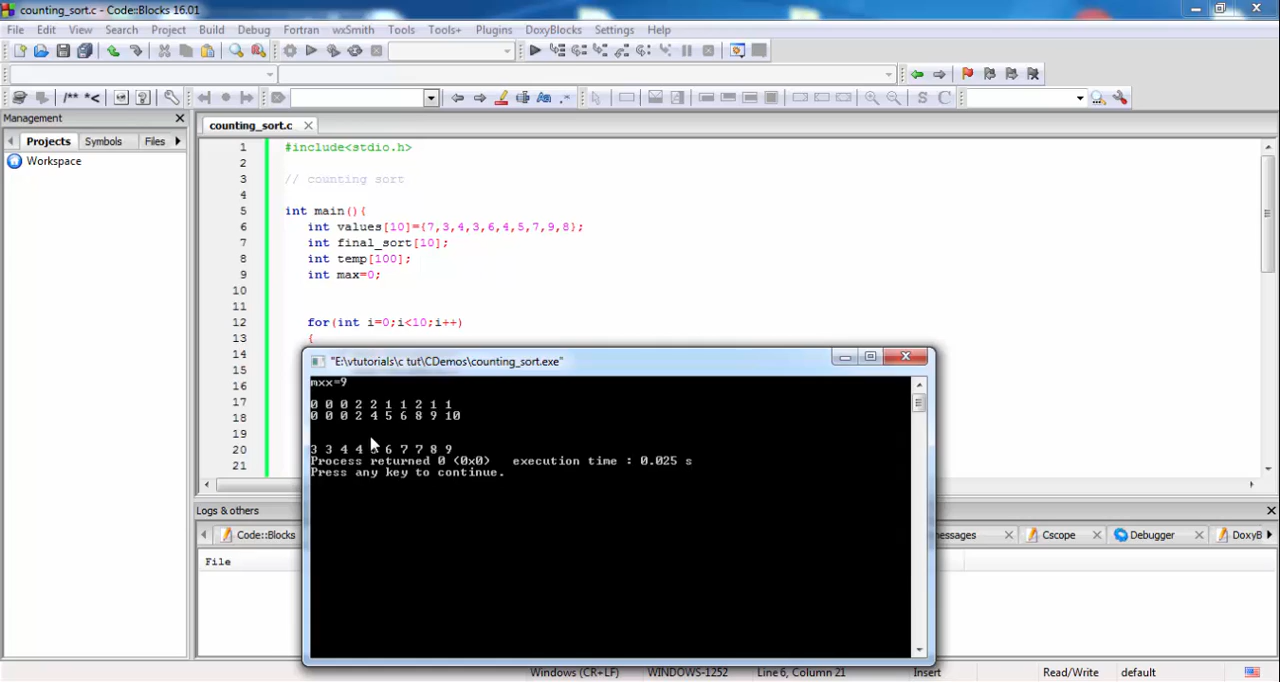 counting_sort.c - Code::Blocks 16.01
File Edit View Search Project Build Debug Fortran wxSmith Tools Tools+ Plugins DoxyBlocks Settings Help
/** *<
S C
Management
counting_sort.c
Projects Symbols Files
Workspace
1 #include<stdio.h>
2
3 // counting sort
4
5 int main(){
6 int values[10]={7,3,4,3,6,4,5,7,9,8};
7 int final_sort[10];
8 int temp[100];
9 int max=0;
10
11
12 for(int i=0;i<10;i++)
13 {
14
15
16
17
18
19
20
21
"E:\vtutorials\c tut\CDemos\counting_sort.exe"
mxx=9
0 0 0 2 2 1 1 2 1 1
0 0 0 2 4 5 6 8 9 10
3 3 4 4 5 6 7 7 8 9
Process returned 0 (0x0) execution time : 0.025 s
Press any key to continue.
Logs & others
Code::Blocks essages Cscope Debugger DoxyB
File
Windows (CR+LF) WINDOWS-1252 Line 6, Column 21 Insert Read/Write default